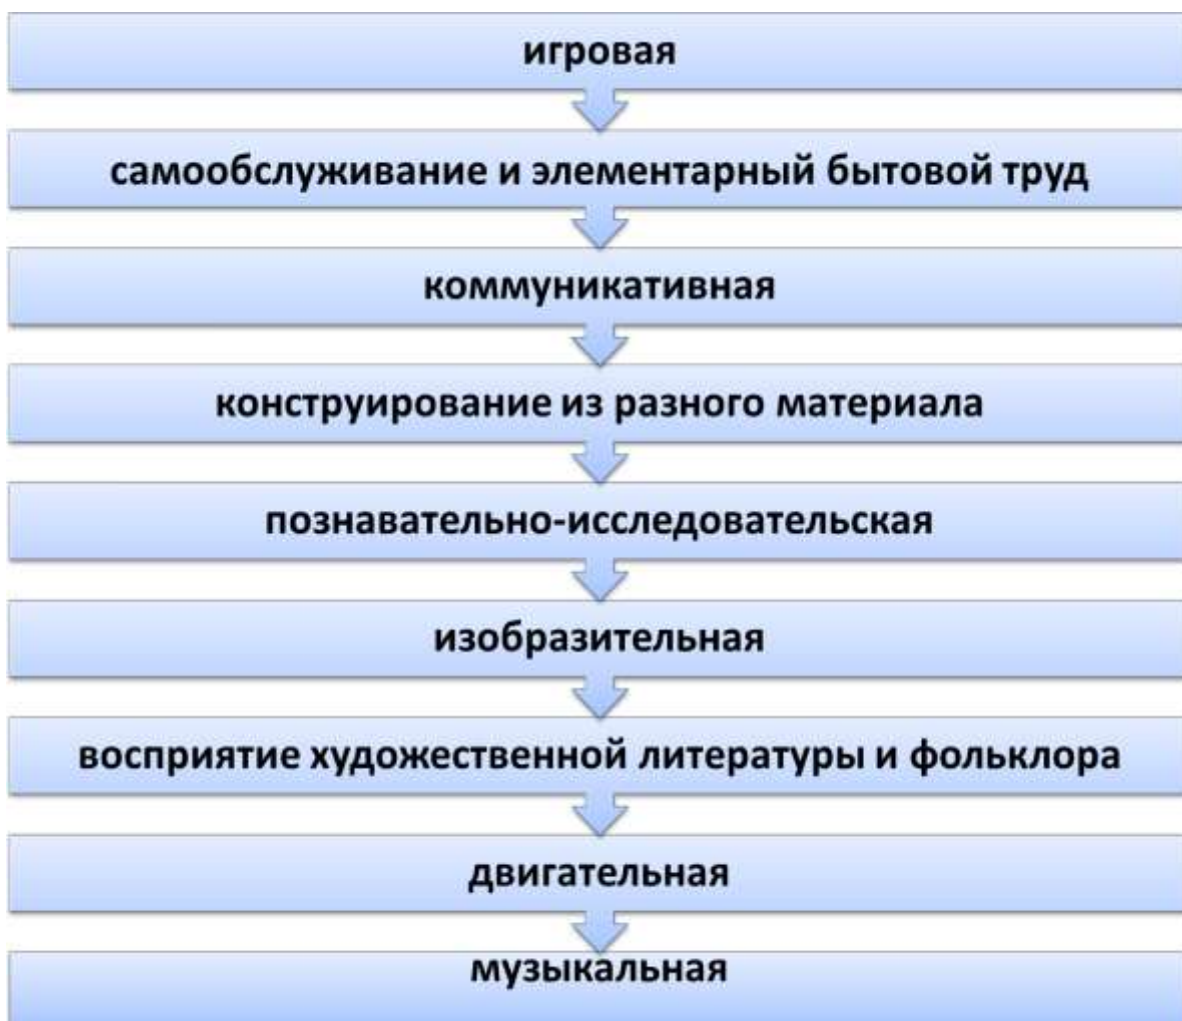 игровая
самообслуживание и элементарный бытовой труд
коммуникативная
конструирование из разного материала
познавательно-исследовательская
изобразительная
восприятие художественной литературы и фольклора
двигательная
музыкальная